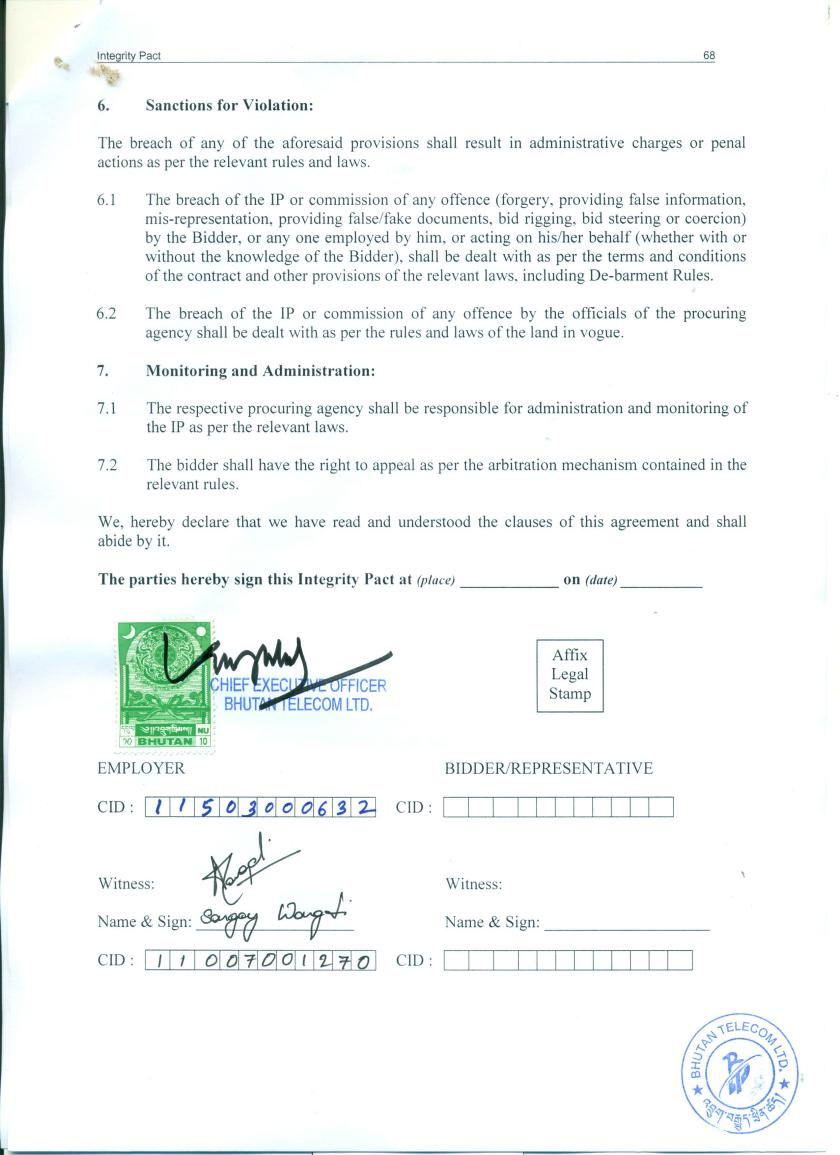 Integrity Pact 68
6. Sanctions for Violation:
The breach of any of the aforesaid provisions shall result in administrative charges or penal
actions as per the relevant rules and laws.
6.1 The breach of the IP or commission of any offence (forgery, providing false information,
mis-representation, providing false/fake documents, bid rigging, bid steering or coercion)
by the Bidder, or any one employed by him, or acting on his/her behalf (whether with or
without the knowledge of the Bidder), shall be dealt with as per the terms and conditions
of the contract and other provisions of the relevant laws, including De-barment Rules.
6.2 The breach of the IP or commission of any offence by the officials of the procuring
agency shall be dealt with as per the rules and laws of the land in vogue.
7. Monitoring and Administration:
7.1 The respective procuring agency shall be responsible for administration and monitoring of
the IP as per the relevant laws.
7.2 The bidder shall have the right to appeal as per the arbitration mechanism contained in the
relevant rules.
We, hereby declare that we have read and understood the clauses of this agreement and shall
abide by it.
The parties hereby sign this Integrity Pact at (place) ____________ on (date) __________
CHIEF EXECUTIVE OFFICER
BHUTAN TELECOM LTD.
NU
BHUTAN 10
Affix
Legal
Stamp
EMPLOYER BIDDER/REPRESENTATIVE
CID : 11503000632 CID :
Witness: Witness:
Name & Sign: Sangay Wangdi Name & Sign: ____________________
CID : 11007001270 CID :
BHUTAN TELECOM LTD.